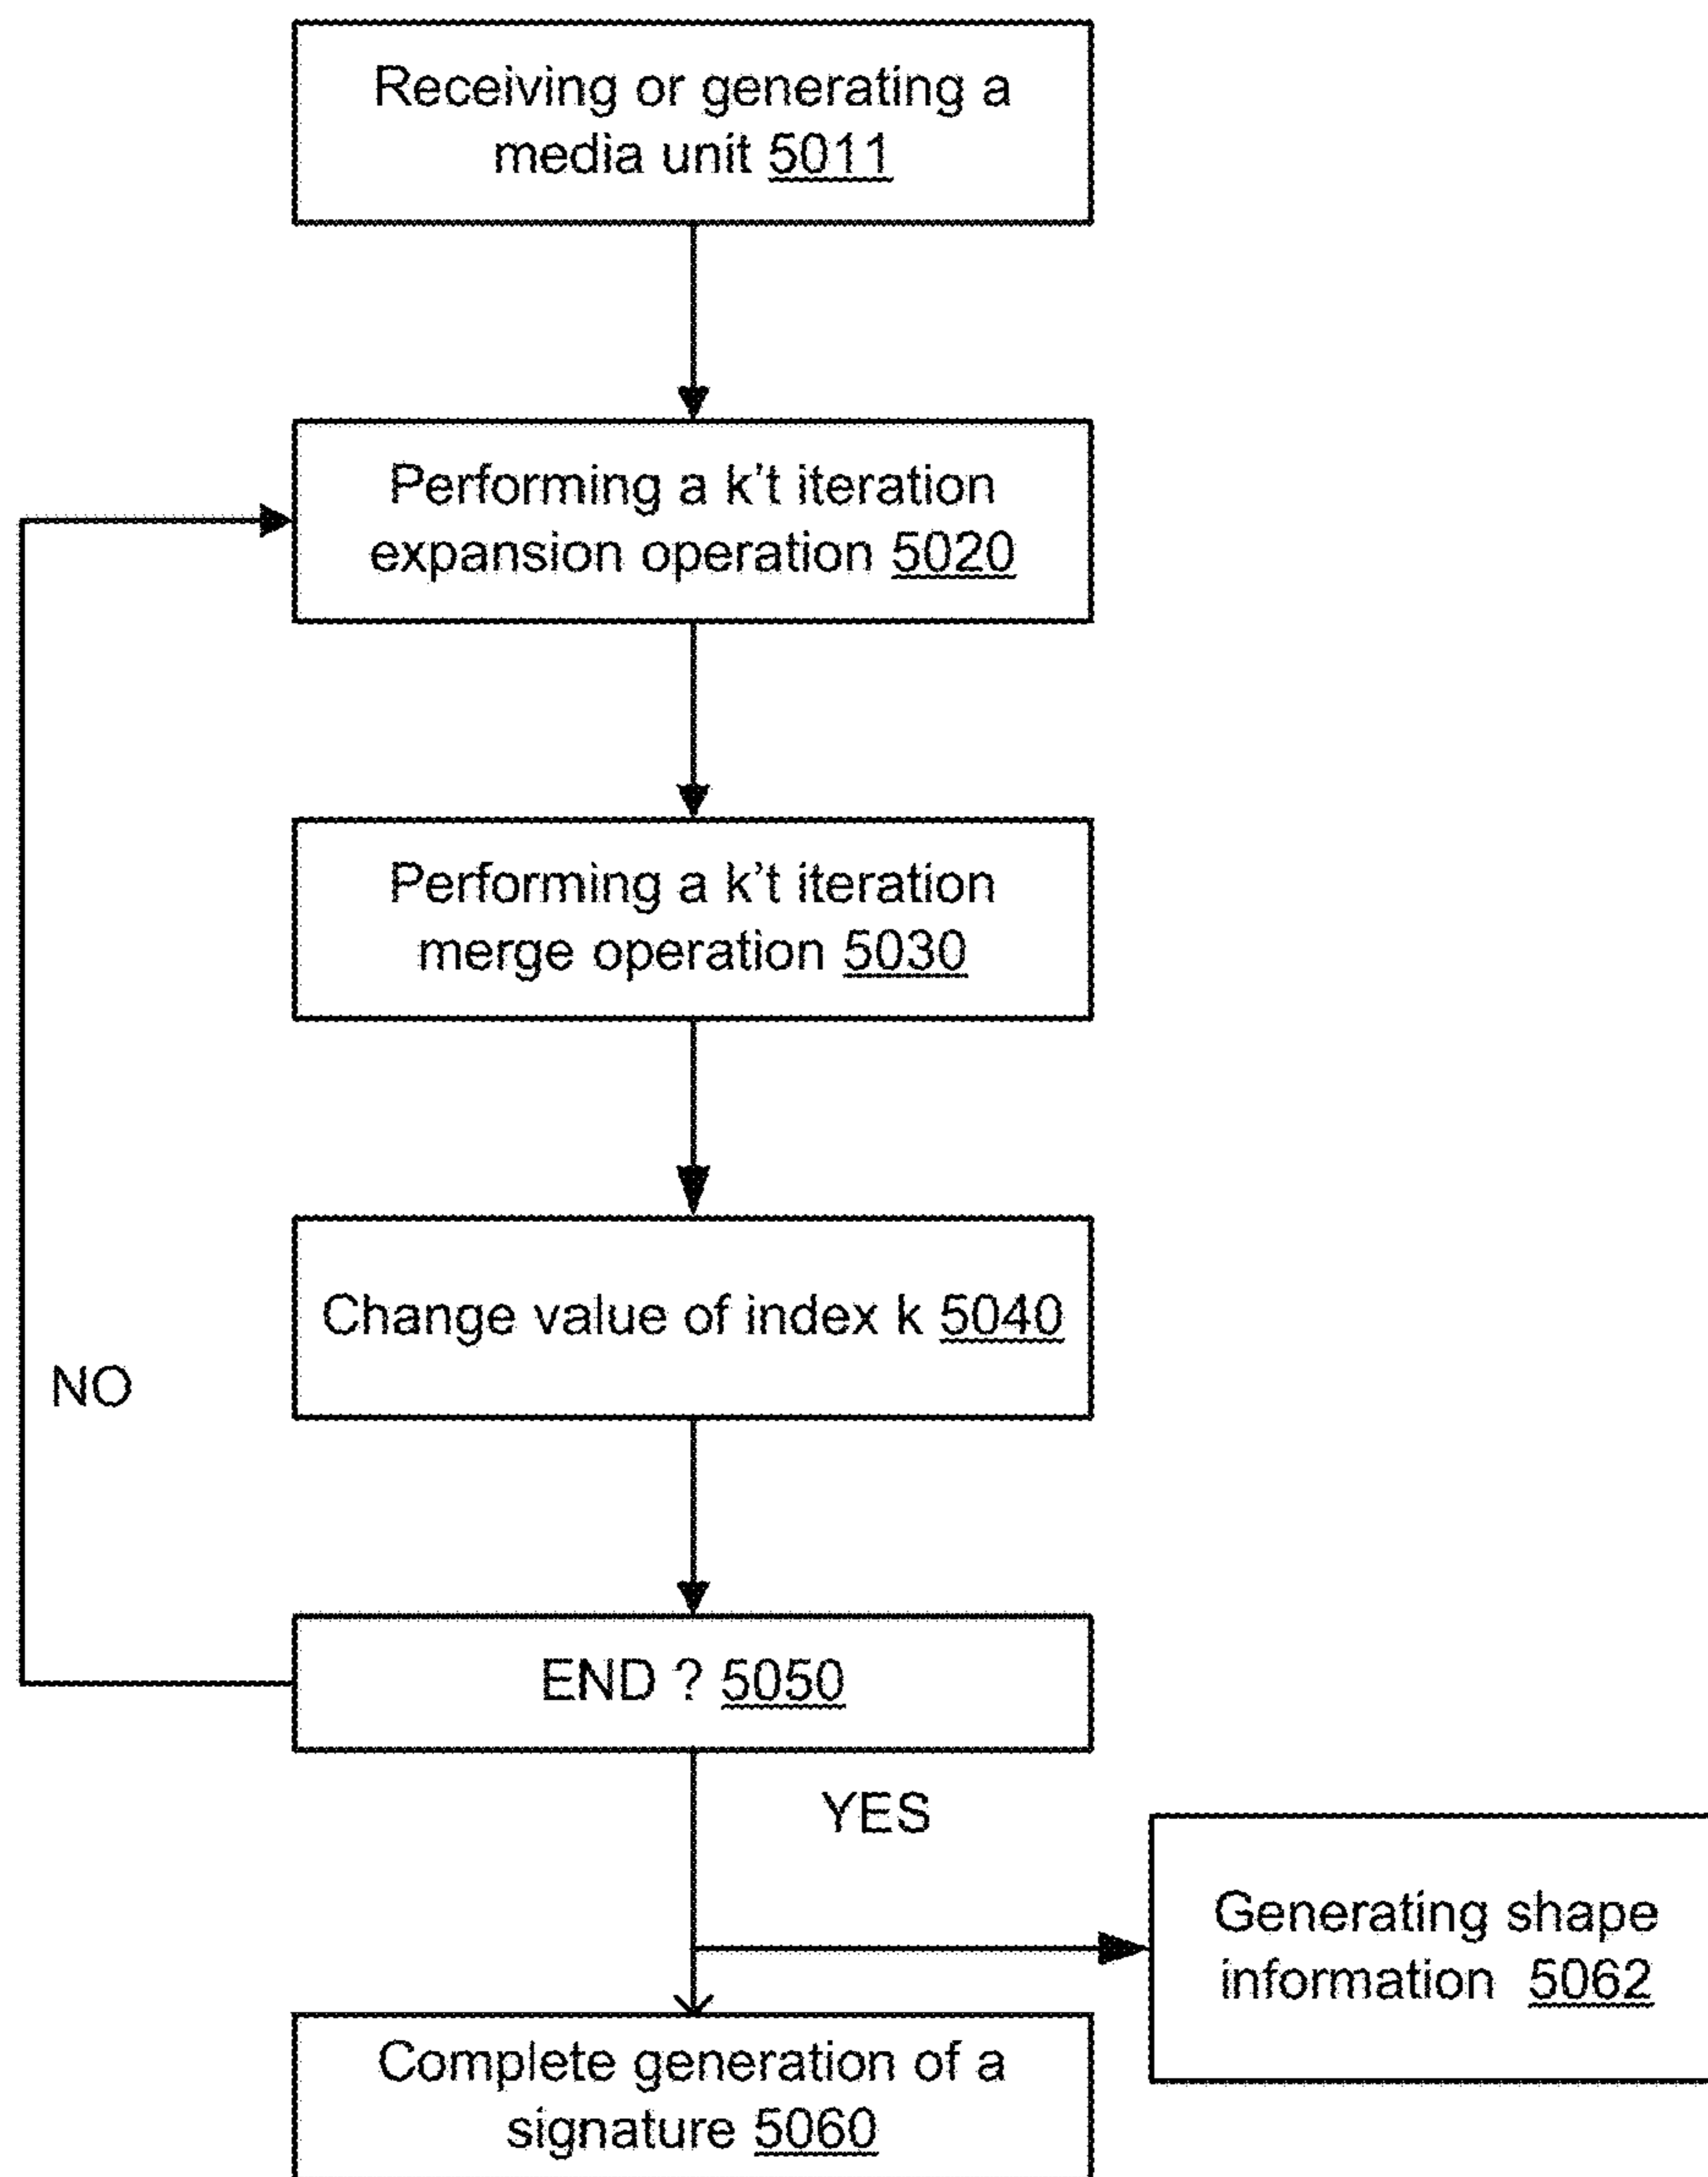 Receiving or generating a
media unit 5011
Performing a k't iteration
expansion operation 5020
Performing a k't iteration
merge operation 5030
Change value of index k 5040
NO
END ? 5050
YES
Generating shape
information 5062
Complete generation of a
signature 5060